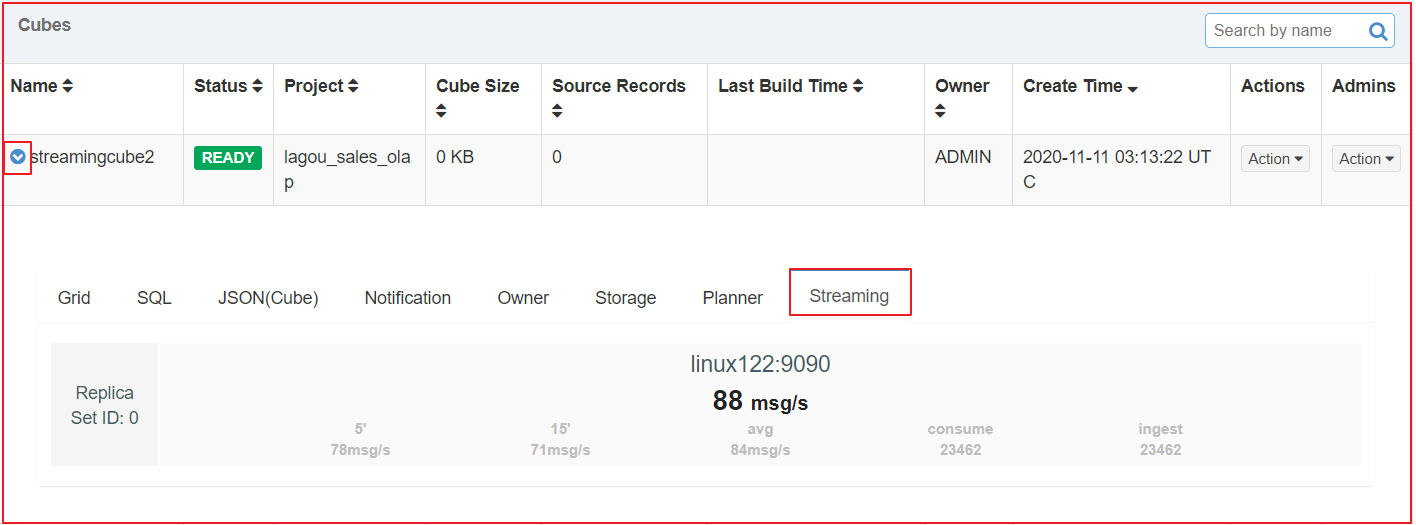 Cubes
Search by name
Name Status Project Cube Size Source Records Last Build Time Owner Create Time Actions Admins
streamingcube2 READY lagou_sales_ola 0 KB 0 ADMIN 2020-11-11 03:13:22 UT Action Action
p C
Grid SQL JSON(Cube) Notification Owner Storage Planner Streaming
linux122:9090
Replica
Set ID: 0
88 msg/s
5' 15' avg consume ingest
78msg/s 71msg/s 84msg/s 23462 23462